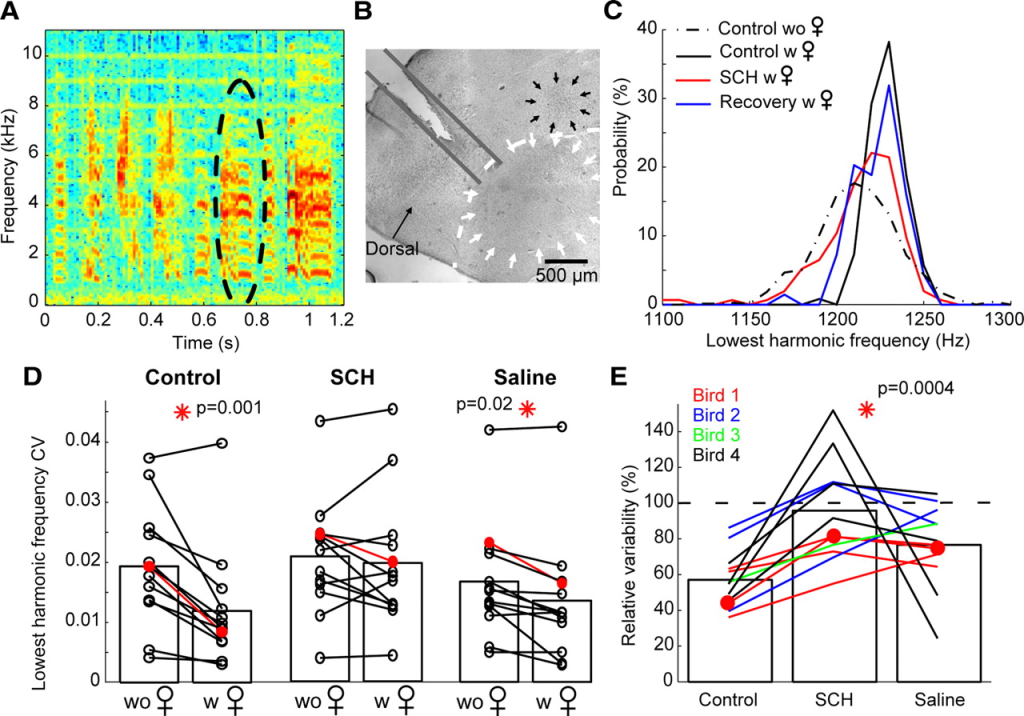 A
Frequency (kHz)
10
8
6
4
2
0
0
0.2
0.4
0.6
0.8
1
1.2
Time (s)
B
Dorsal
500 µm
C
Control wo ♀
Control w ♀
SCH w ♀
Recovery w ♀
Probability (%)
40
30
20
10
0
1100
1150
1200
1250
1300
Lowest harmonic frequency (Hz)
D
Control
SCH
Saline
* p=0.001
p=0.02 *
Lowest harmonic frequency CV
0.04
0.03
0.02
0.01
0
wo ♀
w ♀
wo ♀
w ♀
wo ♀
w ♀
E
Bird 1
Bird 2
Bird 3
Bird 4
* p=0.0004
Relative variability (%)
140
120
100
80
60
40
20
0
Control
SCH
Saline